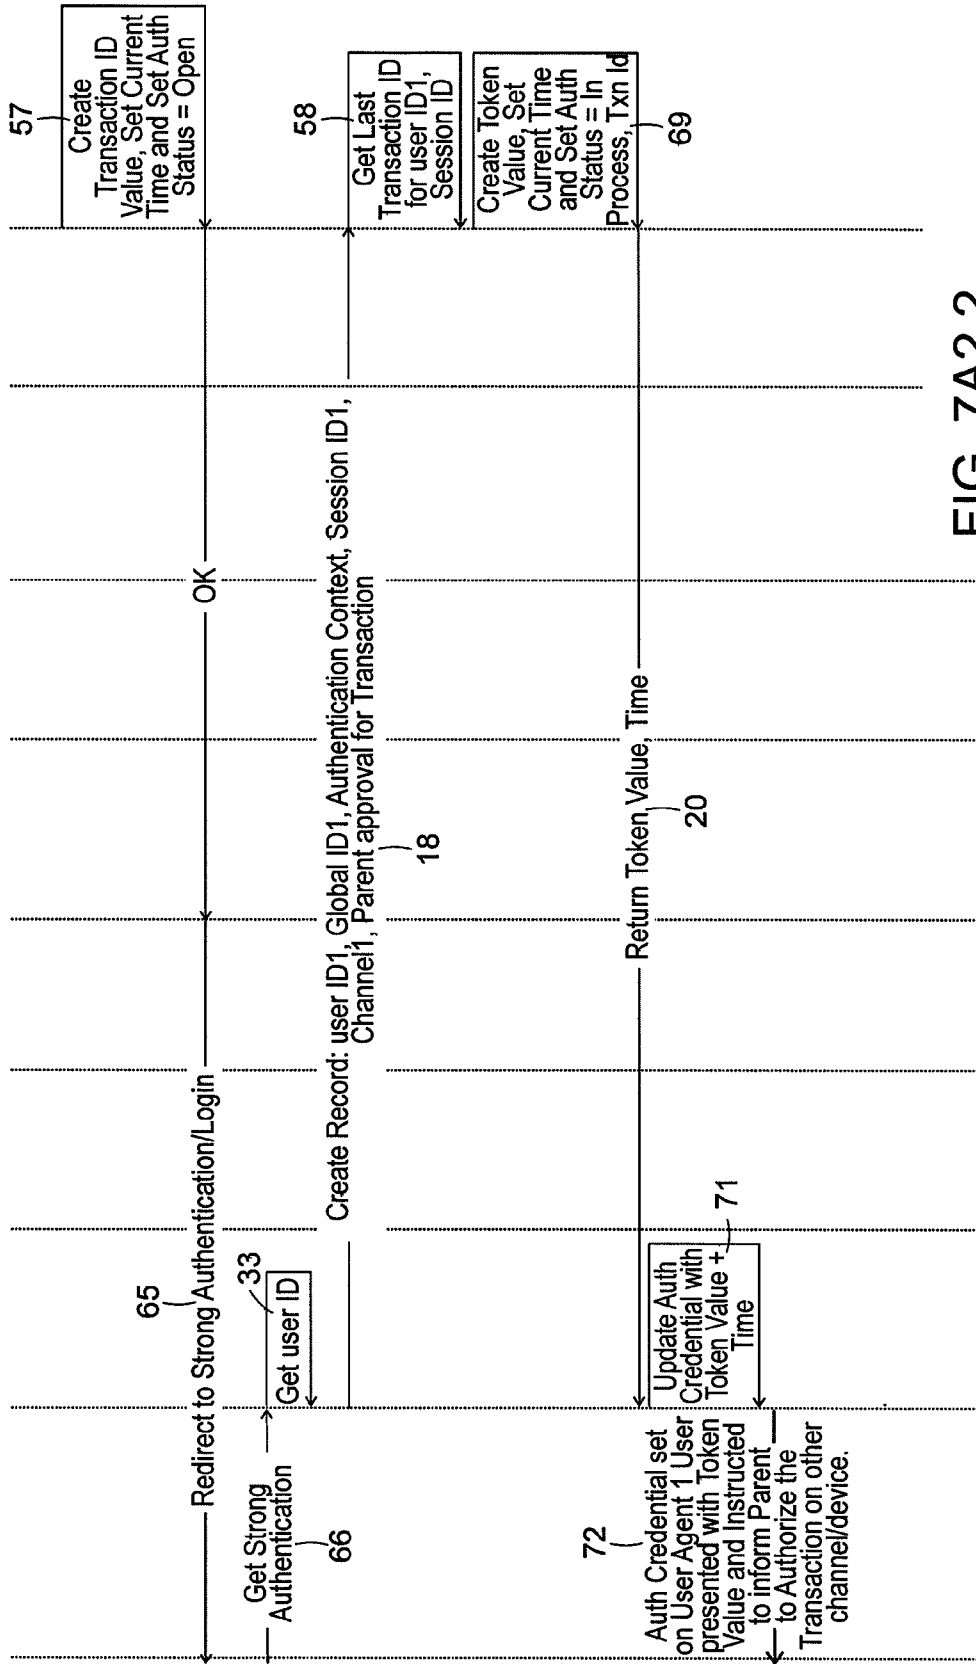 57
Create
Transaction ID
Value, Set Current
Time and Set Auth
Status = Open
OK
65
Redirect to Strong Authentication/Login
Get Strong
Authentication
66
33
Get user ID
Create Record: user ID1, Global ID1, Authentication Context, Session ID1,
Channel1, Parent approval for Transaction
18
58
Get Last
Transaction ID
for user ID1,
Session ID
Create Token
Value, Set
Current Time
and Set Auth
Status = In
Process, Txn Id
69
Return Token Value, Time
20
Update Auth
Credential with
Token Value +
Time
71
72
Auth Credential set
on User Agent 1 User
presented with Token
Value and Instructed
to inform Parent
to Authorize the
Transaction on other
channel/device.
FIG. 7A2.2